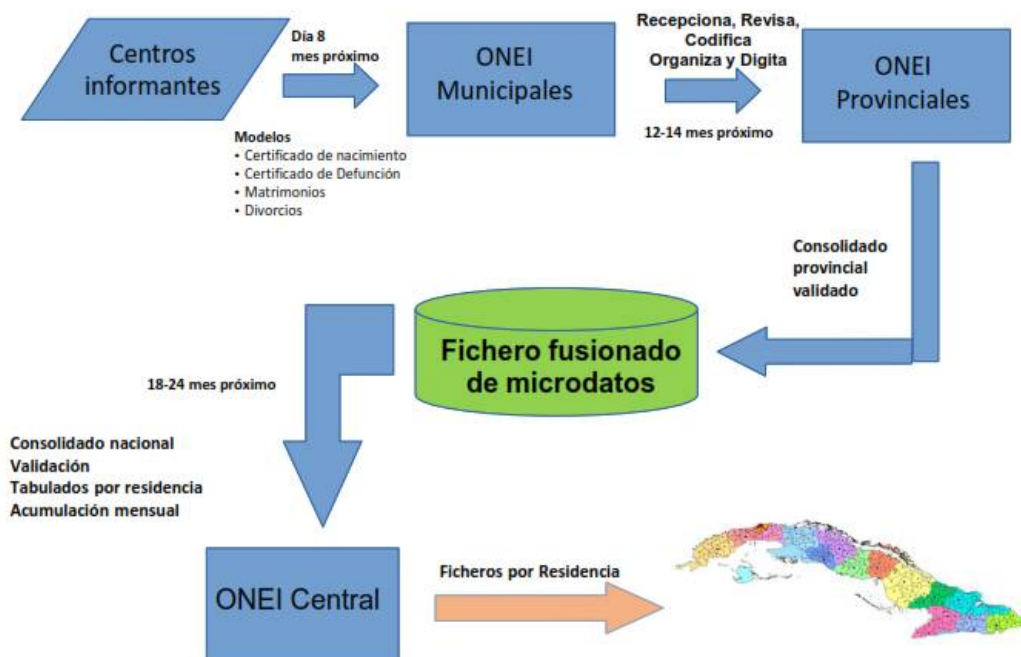 Centros
informantes
Día 8
mes próximo
Modelos
• Certificado de nacimiento
• Certificado de Defunción
• Matrimonios
• Divorcios
ONEI
Municipales
Recepciona, Revisa,
Codifica
Organiza y Digita
12-14 mes próximo
ONEI
Provinciales
Consolidado
provincial
validado
Fichero fusionado
de microdatos
18-24 mes próximo
Consolidado nacional
Validación
Tabulados por residencia
Acumulación mensual
ONEI Central
Ficheros por Residencia